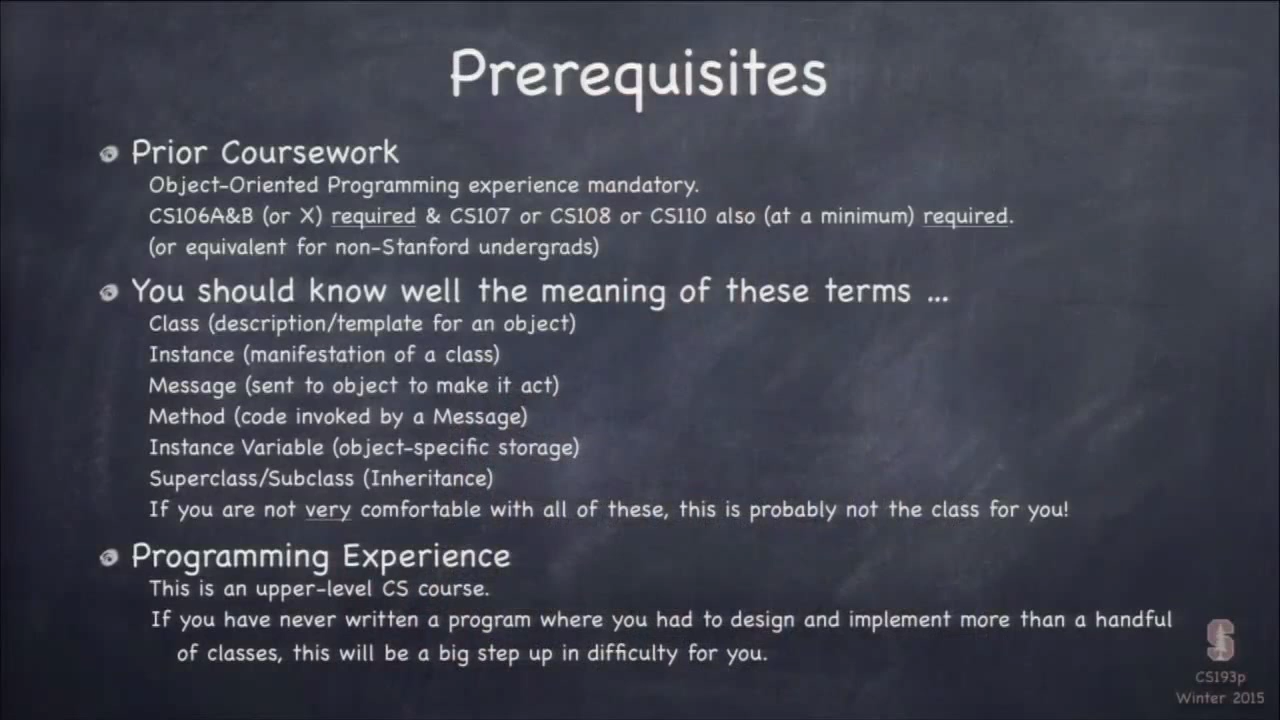 Prerequisites
Prior Coursework
Object-Oriented Programming experience mandatory.
CS106A&B (or X) required & CS107 or CS108 or CS110 also (at a minimum) required.
(or equivalent for non-Stanford undergrads)
You should know well the meaning of these terms ...
Class (description/template for an object)
Instance (manifestation of a class)
Message (sent to object to make it act)
Method (code invoked by a Message)
Instance Variable (object-specific storage)
Superclass/Subclass (Inheritance)
If you are not very comfortable with all of these, this is probably not the class for you!
Programming Experience
This is an upper-level CS course.
If you have never written a program where you had to design and implement more than a handful
of classes, this will be a big step up in difficulty for you.
S
CS193p
Winter 2015